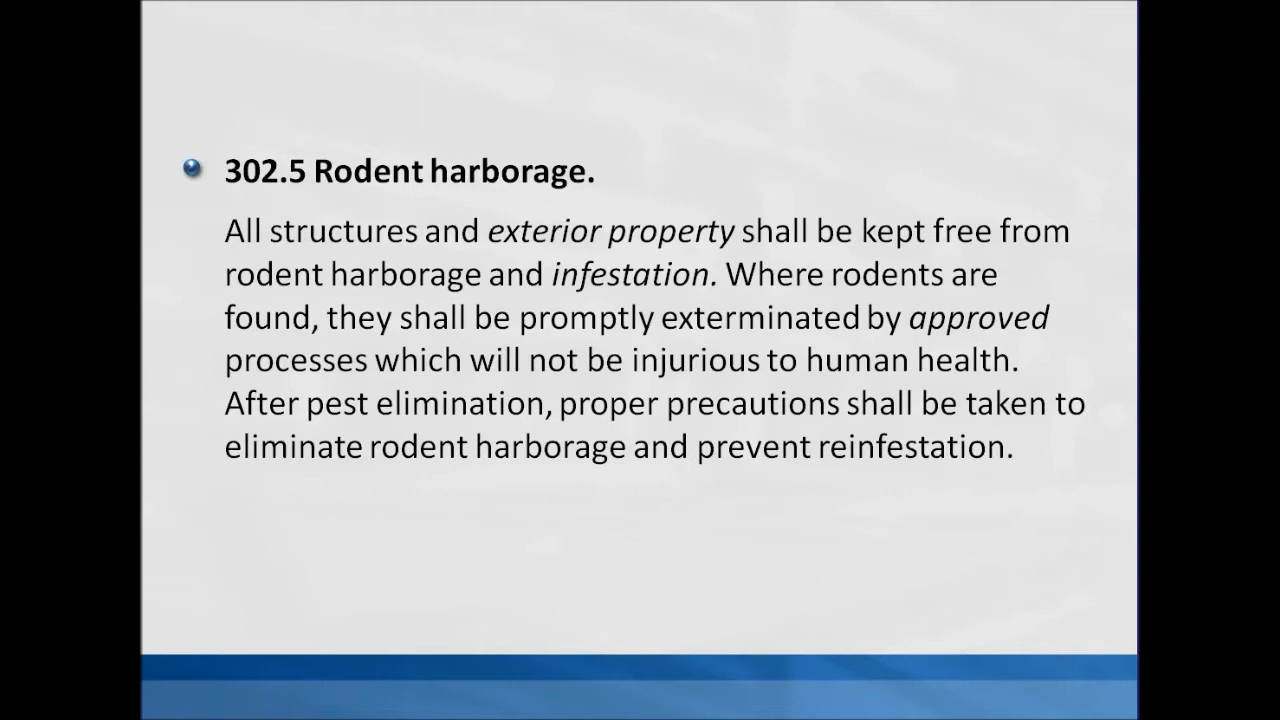 302.5 Rodent harborage.
All structures and exterior property shall be kept free from
rodent harborage and infestation. Where rodents are
found, they shall be promptly exterminated by approved
processes which will not be injurious to human health.
After pest elimination, proper precautions shall be taken to
eliminate rodent harborage and prevent reinfestation.